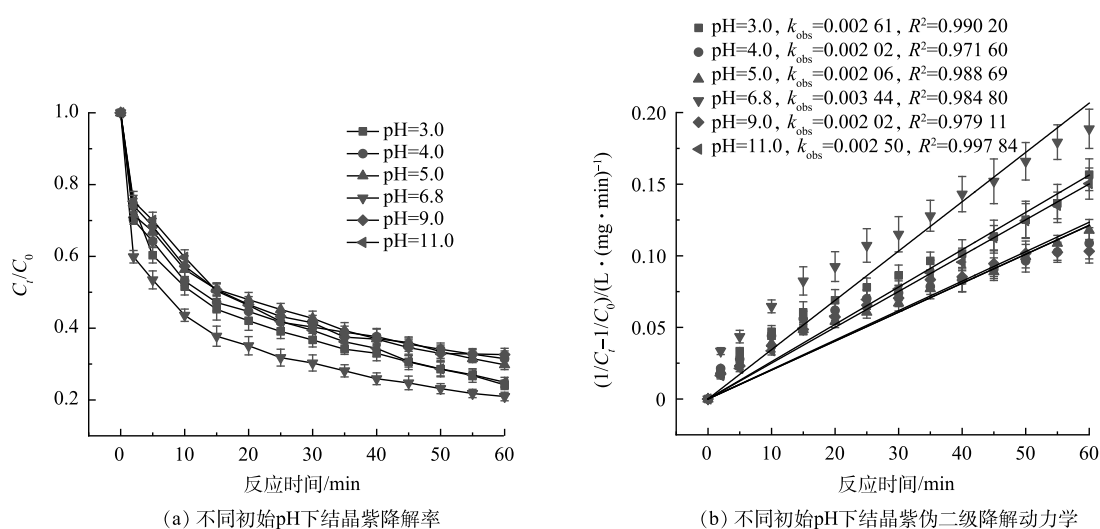 1.0
0.8
0.6
0.4
0.2
Cₜ/C₀
pH=3.0
pH=4.0
pH=5.0
pH=6.8
pH=9.0
pH=11.0
0 10 20 30 40 50 60
反应时间/min
(a) 不同初始pH下结晶紫降解率
pH=3.0, k_obs=0.002 61, R²=0.990 20
pH=4.0, k_obs=0.002 02, R²=0.971 60
pH=5.0, k_obs=0.002 06, R²=0.988 69
pH=6.8, k_obs=0.003 44, R²=0.984 80
pH=9.0, k_obs=0.002 02, R²=0.979 11
pH=11.0, k_obs=0.002 50, R²=0.997 84
0.20
0.15
0.10
0.05
0
(1/Cₜ−1/C₀)/(L·(mg·min)⁻¹)
0 10 20 30 40 50 60
反应时间/min
(b) 不同初始pH下结晶紫伪二级降解动力学